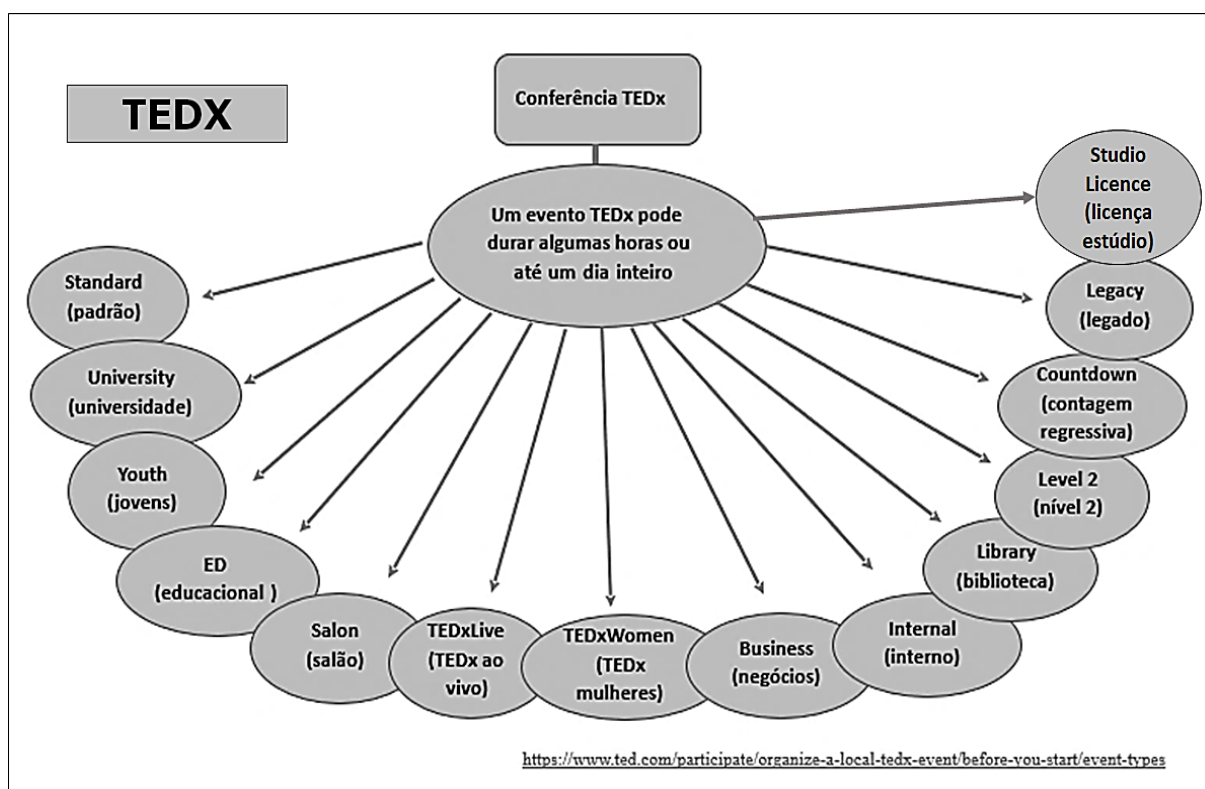 TEDX
Conferência TEDx
Um evento TEDx pode
durar algumas horas ou
até um dia inteiro
Standard
(padrão)
University
(universidade)
Youth
(jovens)
ED
(educacional )
Salon
(salão)
TEDxLive
(TEDx ao
vivo)
TEDxWomen
(TEDx
mulheres)
Business
(negócios)
Internal
(interno)
Library
(biblioteca)
Level 2
(nível 2)
Countdown
(contagem
regressiva)
Legacy
(legado)
Studio
Licence
(licença
estúdio)
https://www.ted.com/participate/organize-a-local-tedx-event/before-you-start/event-types